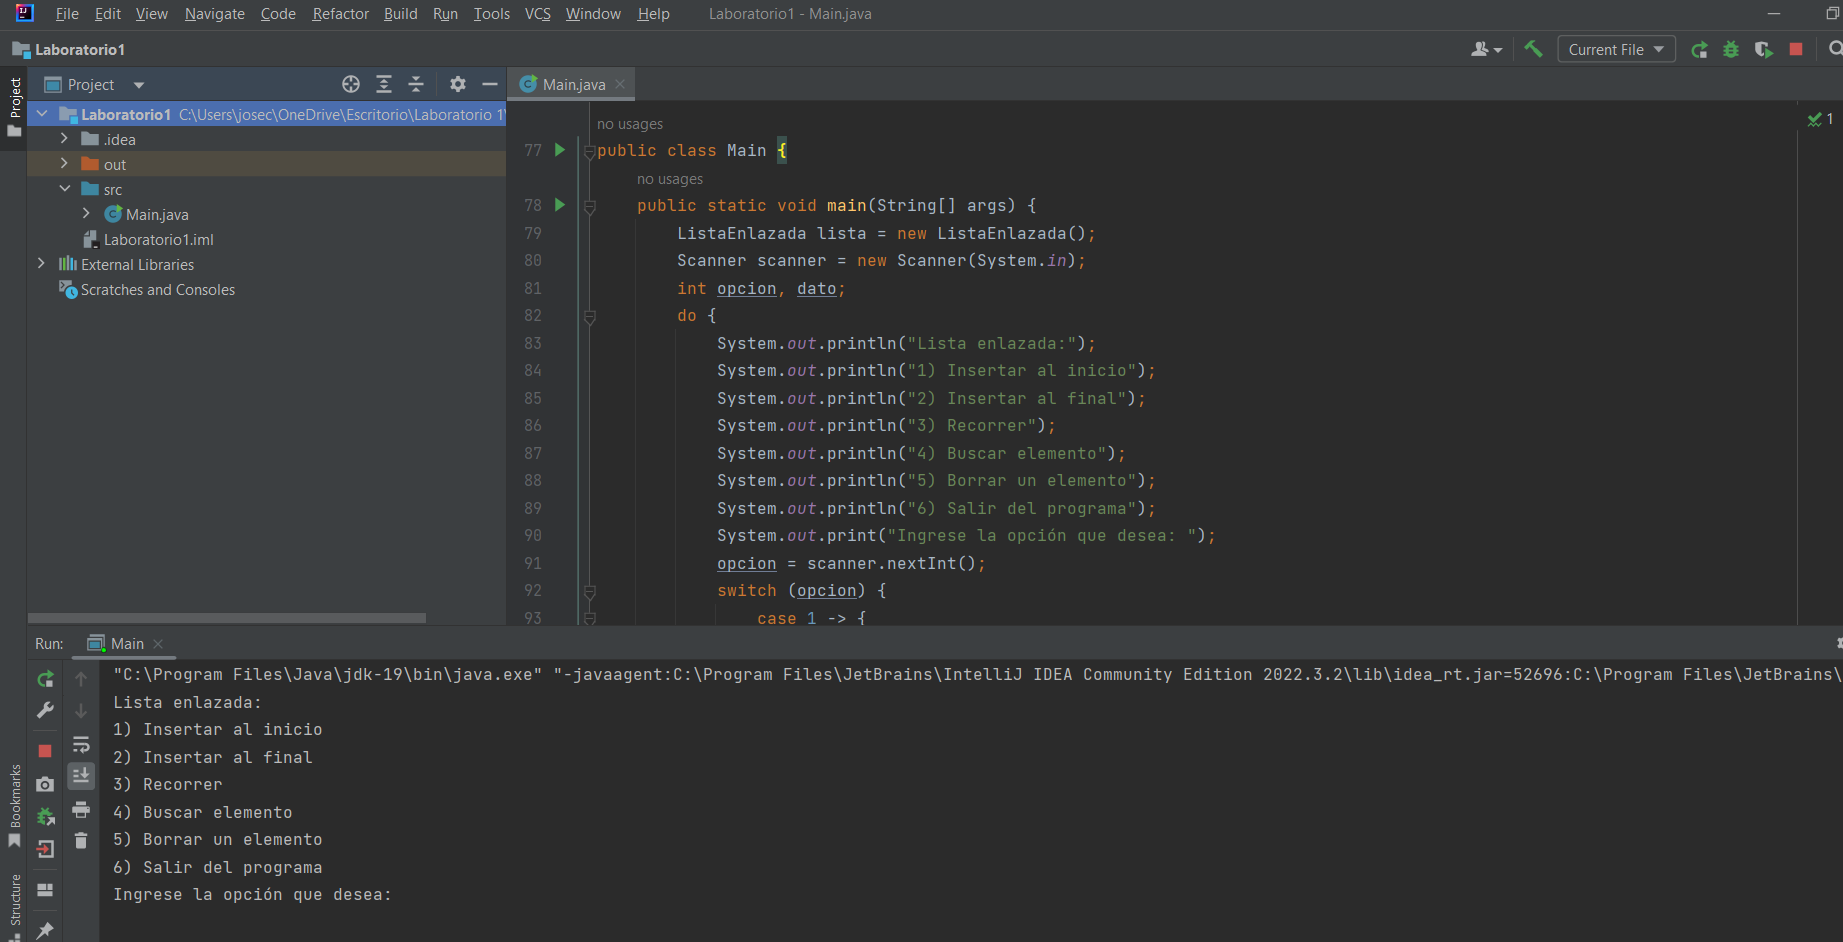 File Edit View Navigate Code Refactor Build Run Tools VCS Window Help Laboratorio1 - Main.java
Laboratorio1
Current File
Project
Project
Main.java
Laboratorio1 C:\Users\josec\OneDrive\Escritorio\Laboratorio 1\
.idea
out
src
Main.java
Laboratorio1.iml
External Libraries
Scratches and Consoles
1
no usages
77 public class Main {
no usages
78 public static void main(String[] args) {
79 ListaEnlazada lista = new ListaEnlazada();
80 Scanner scanner = new Scanner(System.in);
81 int opcion, dato;
82 do {
83 System.out.println("Lista enlazada:");
84 System.out.println("1) Insertar al inicio");
85 System.out.println("2) Insertar al final");
86 System.out.println("3) Recorrer");
87 System.out.println("4) Buscar elemento");
88 System.out.println("5) Borrar un elemento");
89 System.out.println("6) Salir del programa");
90 System.out.print("Ingrese la opción que desea: ");
91 opcion = scanner.nextInt();
92 switch (opcion) {
93 case 1 -> {
Run: Main
"C:\Program Files\Java\jdk-19\bin\java.exe" "-javaagent:C:\Program Files\JetBrains\IntelliJ IDEA Community Edition 2022.3.2\lib\idea_rt.jar=52696:C:\Program Files\JetBrains\
Lista enlazada:
1) Insertar al inicio
2) Insertar al final
3) Recorrer
4) Buscar elemento
5) Borrar un elemento
6) Salir del programa
Ingrese la opción que desea:
Bookmarks
Structure